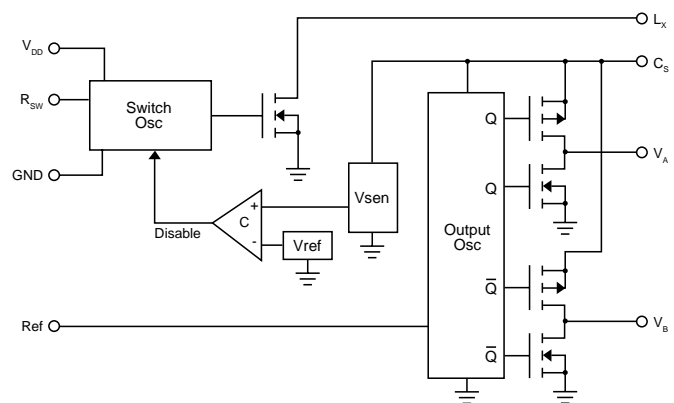 L_X
V_DD
C_S
R_SW
Switch
Osc
Q
GND
V_A
Vsen
Q
+
C
Disable
-
Vref
Output
Osc
Q̅
Ref
V_B
Q̅